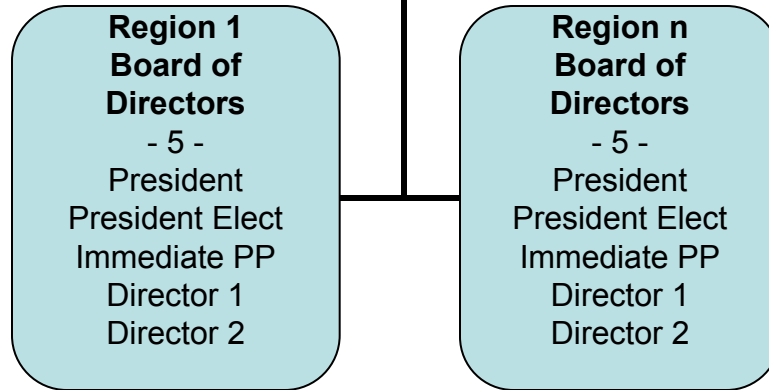 Region 1
Board of
Directors
- 5 -
President
President Elect
Immediate PP
Director 1
Director 2
Region n
Board of
Directors
- 5 -
President
President Elect
Immediate PP
Director 1
Director 2